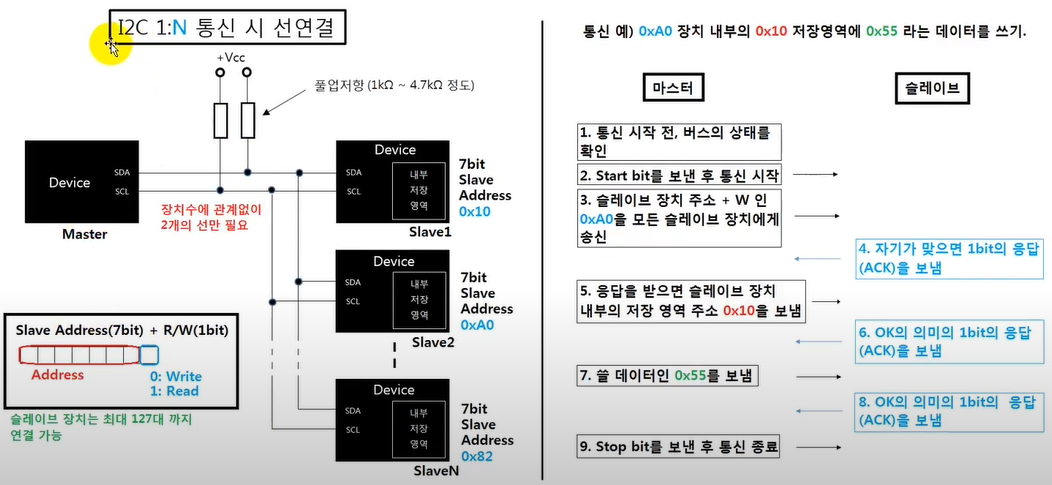 I2C 1:N 통신 시 선연결
+Vcc
풀업저항 (1kΩ ~ 4.7kΩ 정도)
Device
SDA
SCL
Master
장치수에 관계없이
2개의 선만 필요
Device
SDA
SCL
내부
저장
영역
Slave1
7bit
Slave
Address
0x10
Device
SDA
SCL
내부
저장
영역
Slave2
7bit
Slave
Address
0xA0
Device
SDA
SCL
내부
저장
영역
SlaveN
7bit
Slave
Address
0x82
Slave Address(7bit) + R/W(1bit)
Address
0: Write
1: Read
슬레이브 장치는 최대 127대 까지
연결 가능
통신 예) 0xA0 장치 내부의 0x10 저장영역에 0x55 라는 데이터를 쓰기.
마스터
슬레이브
1. 통신 시작 전, 버스의 상태를
확인
2. Start bit를 보낸 후 통신 시작
3. 슬레이브 장치 주소 + W 인
0xA0을 모든 슬레이브 장치에게
송신
4. 자기가 맞으면 1bit의 응답
(ACK)을 보냄
5. 응답을 받으면 슬레이브 장치
내부의 저장 영역 주소 0x10을 보냄
6. OK의 의미의 1bit의 응답
(ACK)을 보냄
7. 쓸 데이터인 0x55를 보냄
8. OK의 의미의 1bit의 응답
(ACK)을 보냄
9. Stop bit를 보낸 후 통신 종료